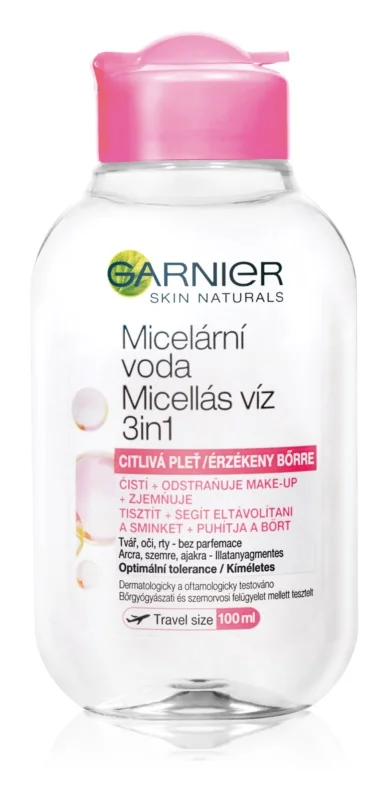 GARNIER
SKIN NATURALS
Micelární
voda
Micellás víz
3in1
CITLIVÁ PLEŤ/ÉRZÉKENY BŐRRE
ČISTÍ + ODSTRAŇUJE MAKE-UP
+ ZJEMŇUJE
TISZTÍT + SEGÍT ELTÁVOLÍTANI
A SMINKET + PUHÍTJA A BŐRT
Tvář, oči, rty - bez parfemace
Arcra, szemre, ajakra - Illatanyagmentes
Optimální tolerance / Kíméletes
Dermatologicky a oftamologicky testováno
Bőrgyógyászati és szemorvosi felügyelet mellett tesztelt
Travel size 100 ml